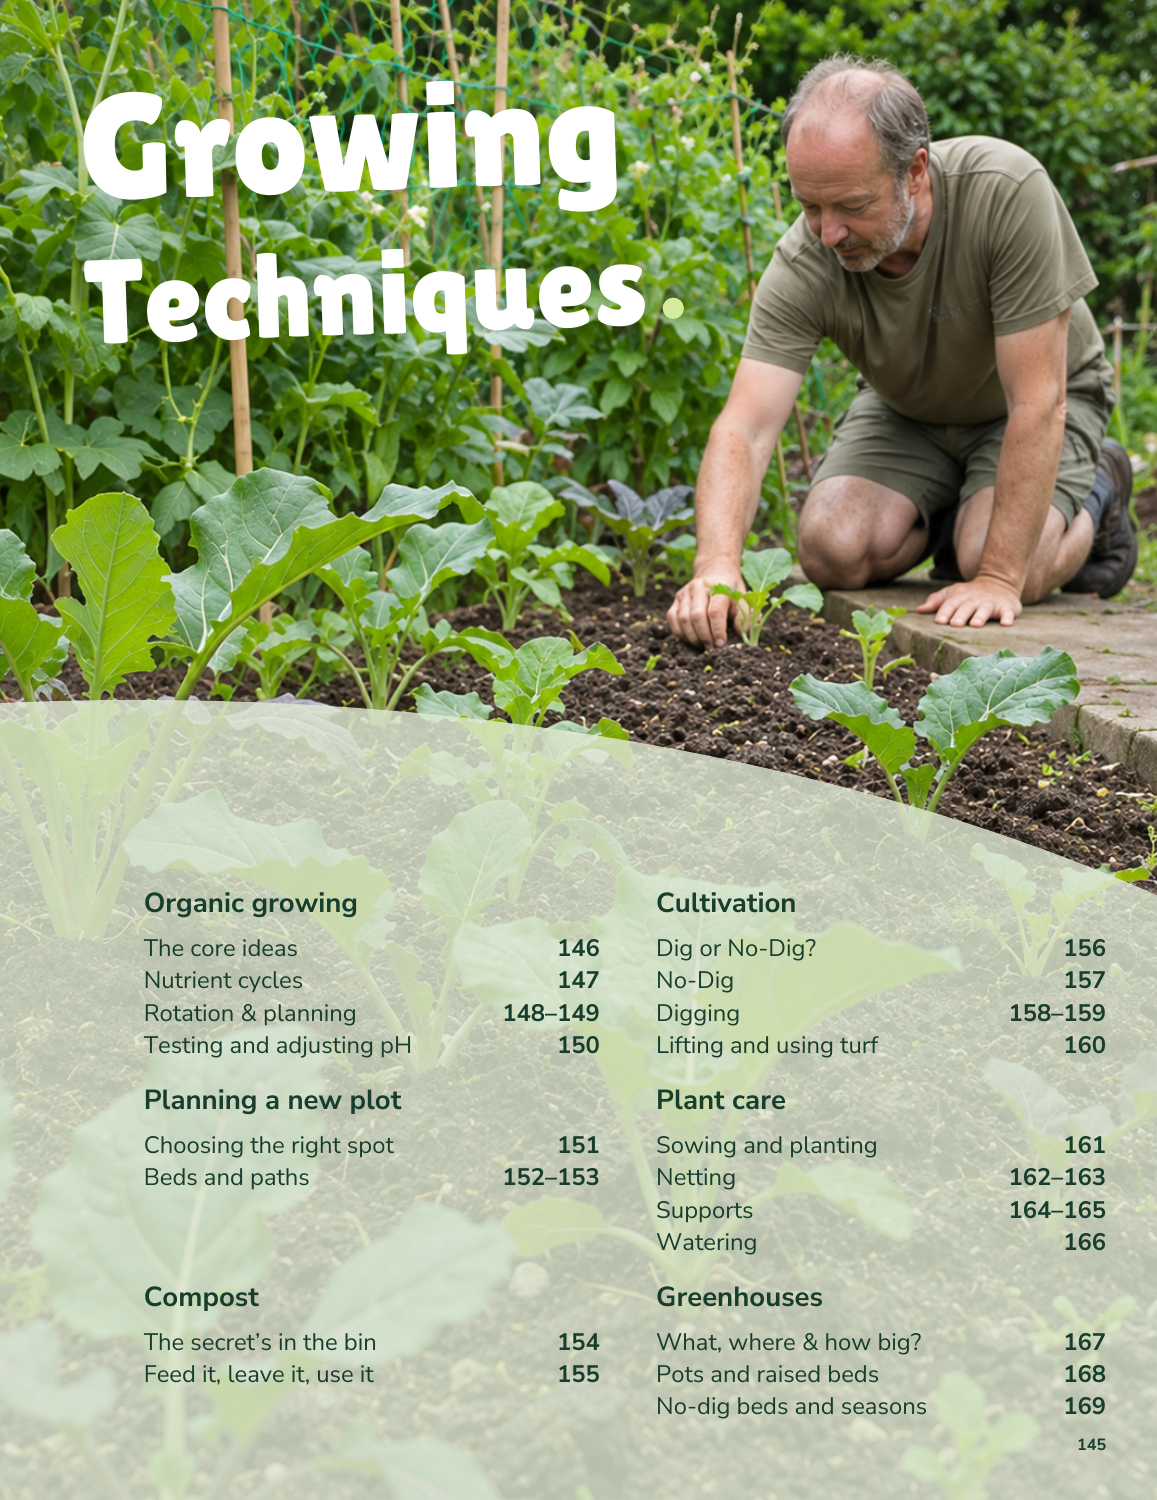 Growing
Techniques.
Organic growing
The core ideas 146
Nutrient cycles 147
Rotation & planning 148–149
Testing and adjusting pH 150
Planning a new plot
Choosing the right spot 151
Beds and paths 152–153
Compost
The secret’s in the bin 154
Feed it, leave it, use it 155
Cultivation
Dig or No-Dig? 156
No-Dig 157
Digging 158–159
Lifting and using turf 160
Plant care
Sowing and planting 161
Netting 162–163
Supports 164–165
Watering 166
Greenhouses
What, where & how big? 167
Pots and raised beds 168
No-dig beds and seasons 169
145